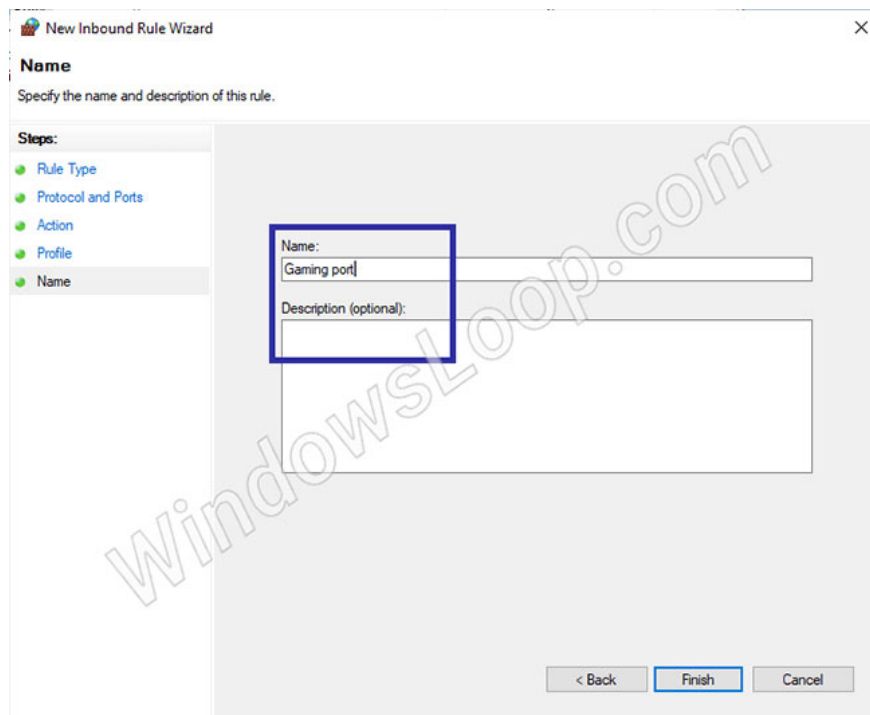 New Inbound Rule Wizard
Name
Specify the name and description of this rule.
Steps:
Rule Type
Protocol and Ports
Action
Profile
Name
Name:
Gaming port
Description (optional):
WindowsLoop.com
< Back
Finish
Cancel